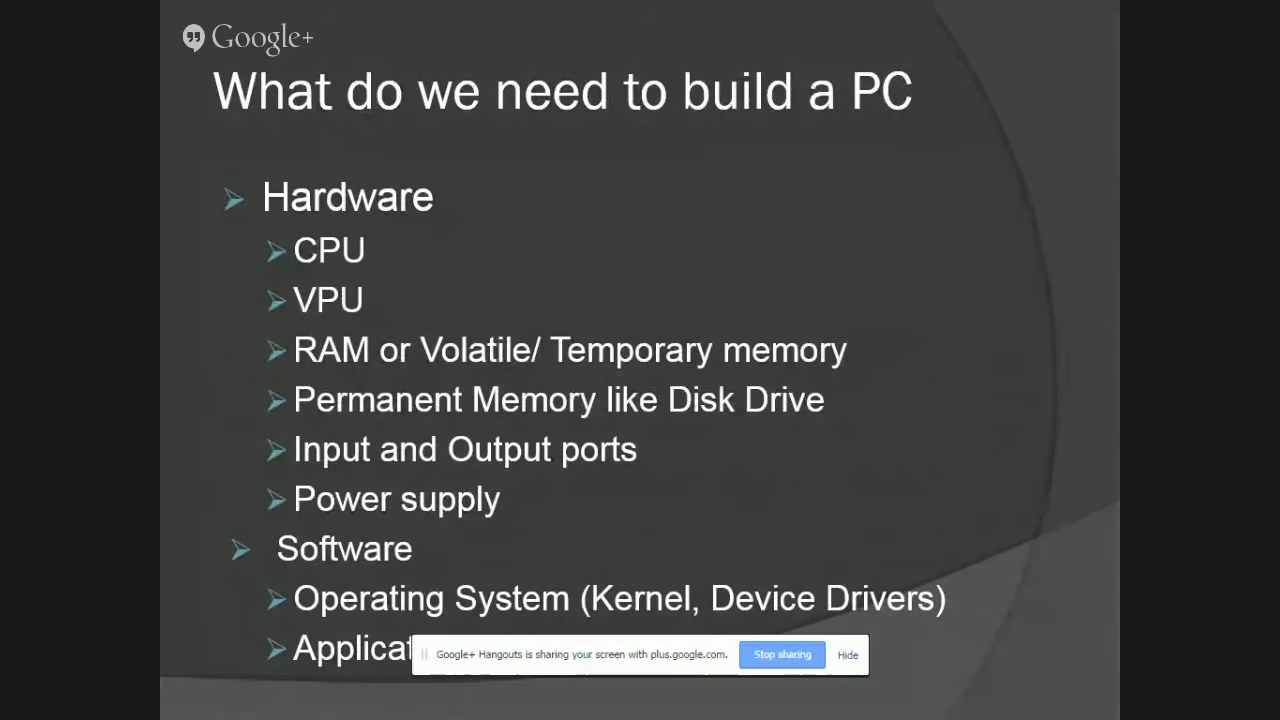 Google+
What do we need to build a PC
Hardware
CPU
VPU
RAM or Volatile/ Temporary memory
Permanent Memory like Disk Drive
Input and Output ports
Power supply
Software
Operating System (Kernel, Device Drivers)
Google+ Hangouts is sharing your screen with plus.google.com. Stop sharing Hide